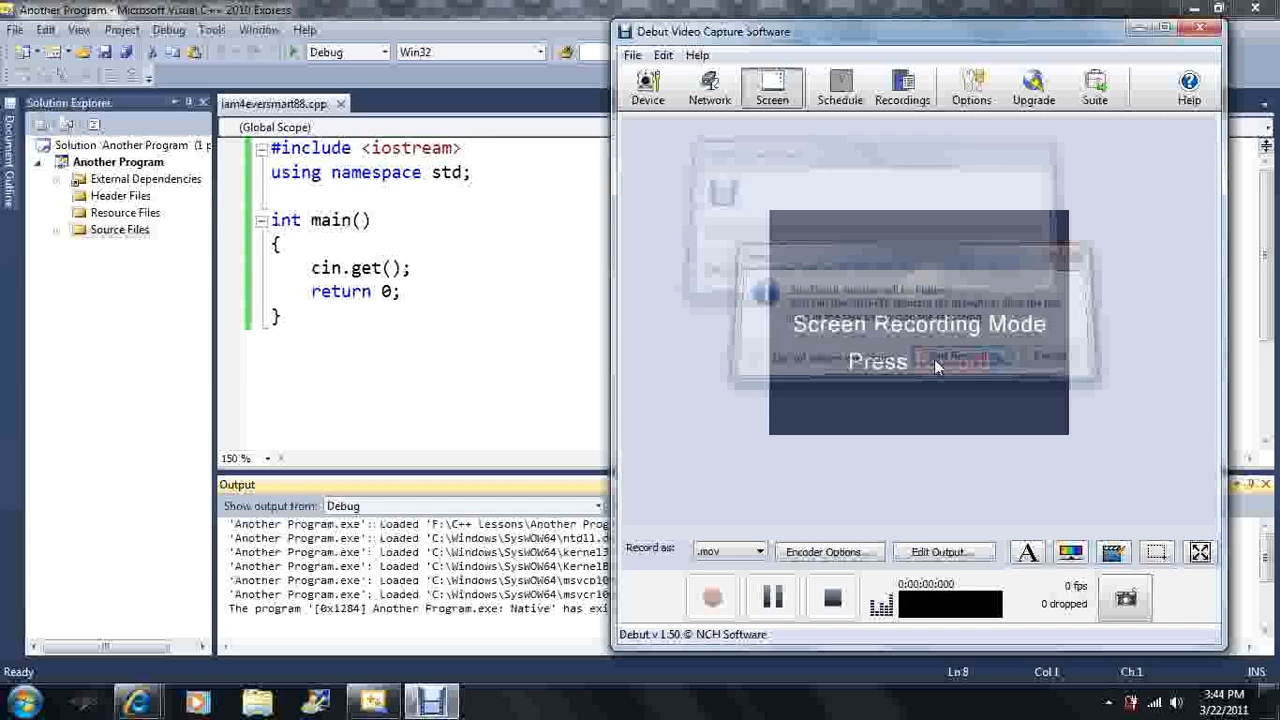 Another Program - Microsoft Visual C++ 2010 Express
File Edit View Project Debug Tools Window Help
Debug Win32
Solution Explorer
Document Outline
Solution 'Another Program' (1 p
Another Program
External Dependencies
Header Files
Resource Files
Source Files
iam4eversmart88.cpp
(Global Scope)
#include <iostream>
using namespace std;
int main()
{
cin.get();
return 0;
}
150 %
Output
Show output from: Debug
'Another Program.exe': Loaded 'F:\C++ Lessons\Another Prog
'Another Program.exe': Loaded 'C:\Windows\SysWOW64\ntdll.d
'Another Program.exe': Loaded 'C:\Windows\SysWOW64\kernel3
'Another Program.exe': Loaded 'C:\Windows\SysWOW64\KernelB
'Another Program.exe': Loaded 'C:\Windows\SysWOW64\msvcp10
'Another Program.exe': Loaded 'C:\Windows\SysWOW64\msvcr10
The program '[0x1284] Another Program.exe: Native' has exi
Debut Video Capture Software
File Edit Help
Device Network Screen Schedule Recordings Options Upgrade Suite Help
Screen Recording Mode
Press
Record as: .mov Encoder Options... Edit Output...
A
0:00:00:000
0 fps
0 dropped
Debut v 1.50 © NCH Software
Ready Ln 8 Col 1 Ch 1 INS
3:44 PM
3/22/2011